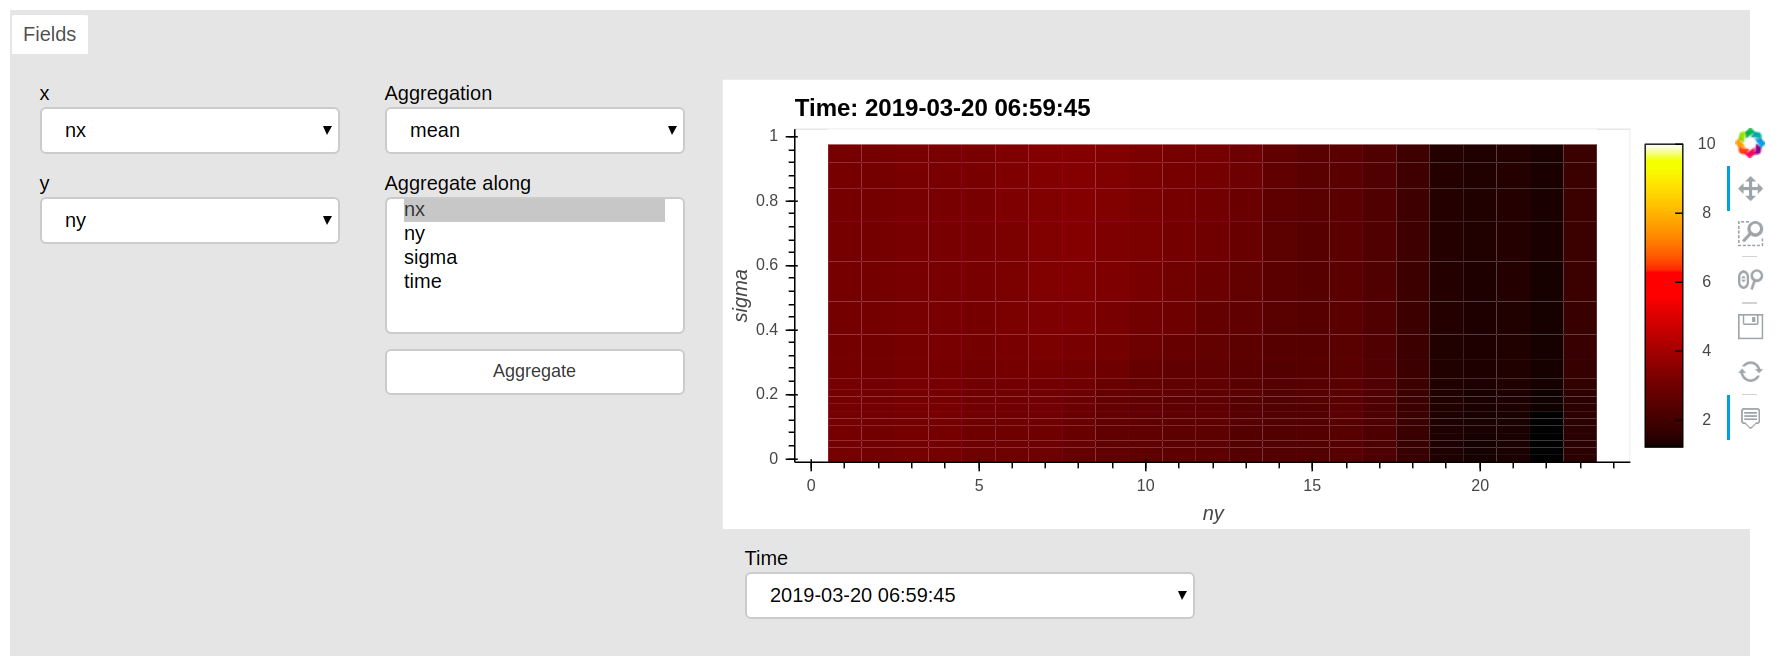 Fields
x
nx
y
ny
Aggregation
mean
Aggregate along
nx
ny
sigma
time
Aggregate
Time: 2019-03-20 06:59:45
sigma
1
0.8
0.6
0.4
0.2
0
0 5 10 15 20
ny
10
8
6
4
2
Time
2019-03-20 06:59:45